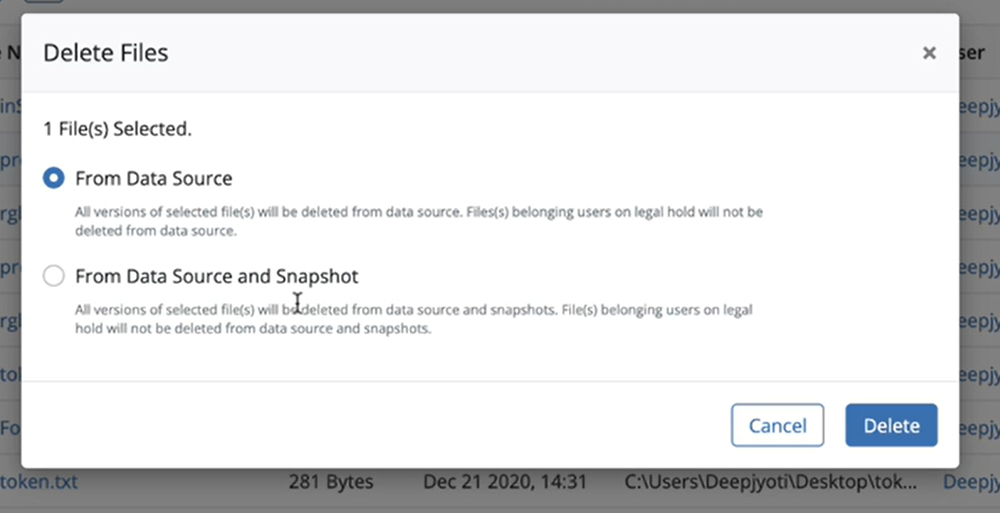 Delete Files
×
ser
1 File(s) Selected.
From Data Source
All versions of selected file(s) will be deleted from data source. Files(s) belonging users on legal hold will not be
deleted from data source.
From Data Source and Snapshot
All versions of selected file(s) will be deleted from data source and snapshots. File(s) belonging users on legal
hold will not be deleted from data source and snapshots.
Cancel
Delete
token.txt 281 Bytes Dec 21 2020, 14:31 C:\Users\Deepjyoti\Desktop\tok... Deepjy